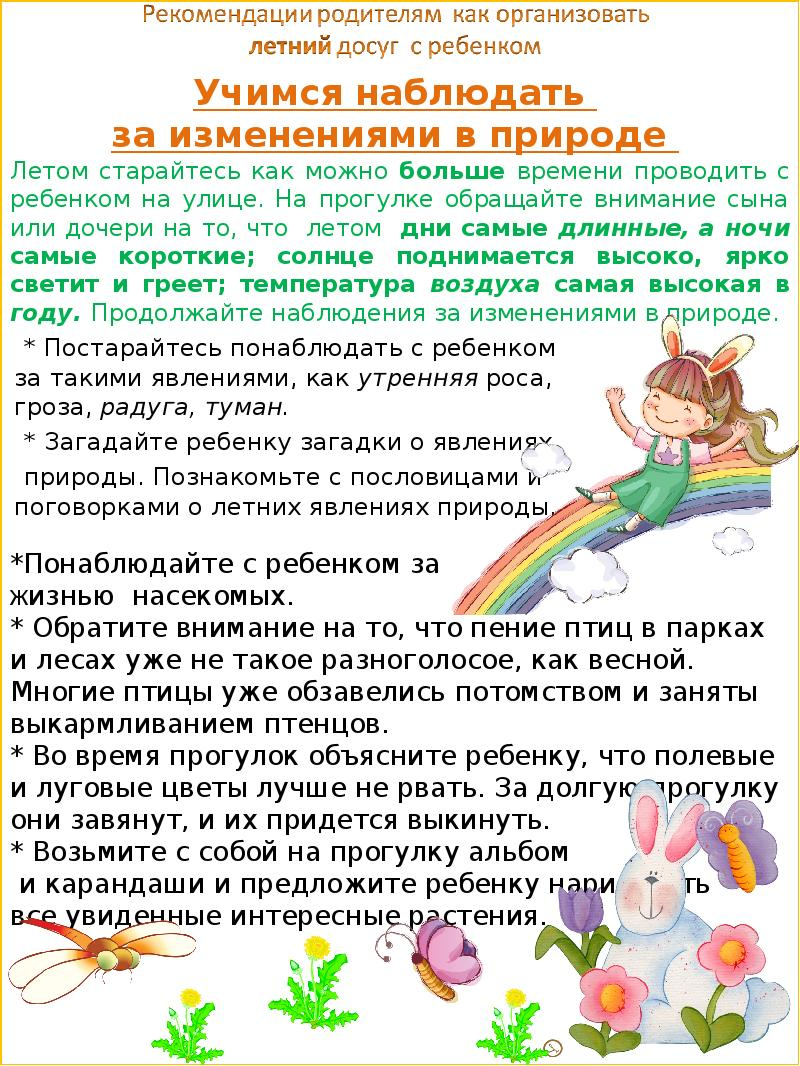 Рекомендации родителям как организовать
летний досуг с ребенком
Учимся наблюдать
за изменениями в природе
Летом старайтесь как можно больше времени проводить с
ребенком на улице. На прогулке обращайте внимание сына
или дочери на то, что летом дни самые длинные, а ночи
самые короткие; солнце поднимается высоко, ярко
светит и греет; температура воздуха самая высокая в
году. Продолжайте наблюдения за изменениями в природе.
* Постарайтесь понаблюдать с ребенком
за такими явлениями, как утренняя роса,
гроза, радуга, туман.
* Загадайте ребенку загадки о явлениях
природы. Познакомьте с пословицами и
поговорками о летних явлениях природы.
*Понаблюдайте с ребенком за
жизнью насекомых.
* Обратите внимание на то, что пение птиц в парках
и лесах уже не такое разноголосое, как весной.
Многие птицы уже обзавелись потомством и заняты
выкармливанием птенцов.
* Во время прогулок объясните ребенку, что полевые
и луговые цветы лучше не рвать. За долгую прогулку
они завянут, и их придется выкинуть.
* Возьмите с собой на прогулку альбом
и карандаши и предложите ребенку нарисовать
все увиденные интересные растения.